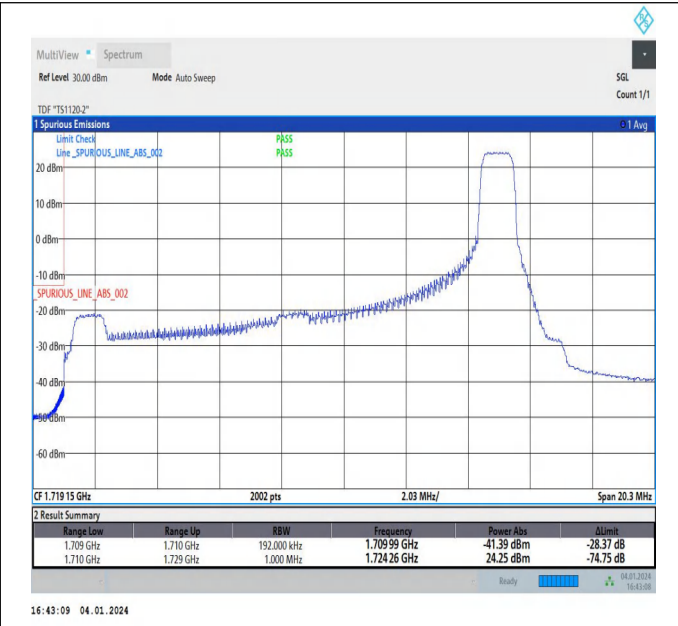 R S
MultiView Spectrum
Ref Level 30.00 dBm Mode Auto Sweep SGL
Count 1/1
TDF "TS1120-2"
1 Spurious Emissions 1 Avg
Limit Check PASS
Line _SPURIOUS_LINE_ABS_002 PASS
20 dBm
10 dBm
0 dBm
-10 dBm
_SPURIOUS_LINE_ABS_002
-20 dBm
-30 dBm
-40 dBm
-50 dBm
-60 dBm
CF 1.719 15 GHz 2002 pts 2.03 MHz/ Span 20.3 MHz
2 Result Summary
Range Low Range Up RBW Frequency Power Abs ΔLimit
1.709 GHz 1.710 GHz 192.000 kHz 1.709 99 GHz -41.39 dBm -28.37 dB
1.710 GHz 1.729 GHz 1.000 MHz 1.724 26 GHz 24.25 dBm -74.75 dB
Ready 04.01.2024
16:43:08
16:43:09 04.01.2024